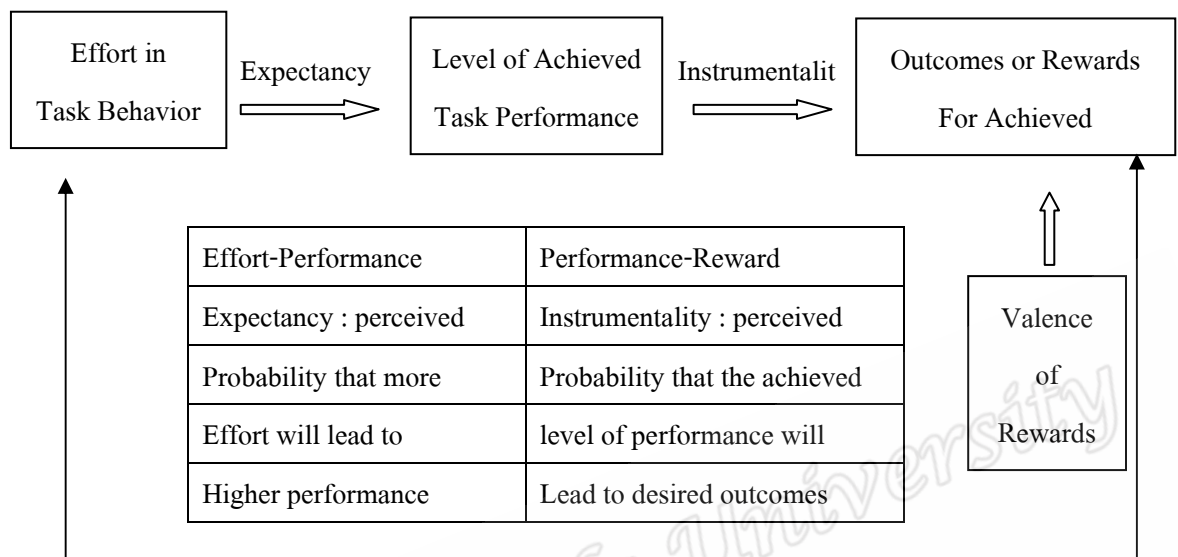 Effort in
Task Behavior
Expectancy
Level of Achieved
Task Performance
Instrumentalit
Outcomes or Rewards
For Achieved
Effort-Performance
Performance-Reward
Expectancy : perceived
Instrumentality : perceived
Probability that more
Probability that the achieved
Effort will lead to
level of performance will
Higher performance
Lead to desired outcomes
Valence
of
Rewards
University